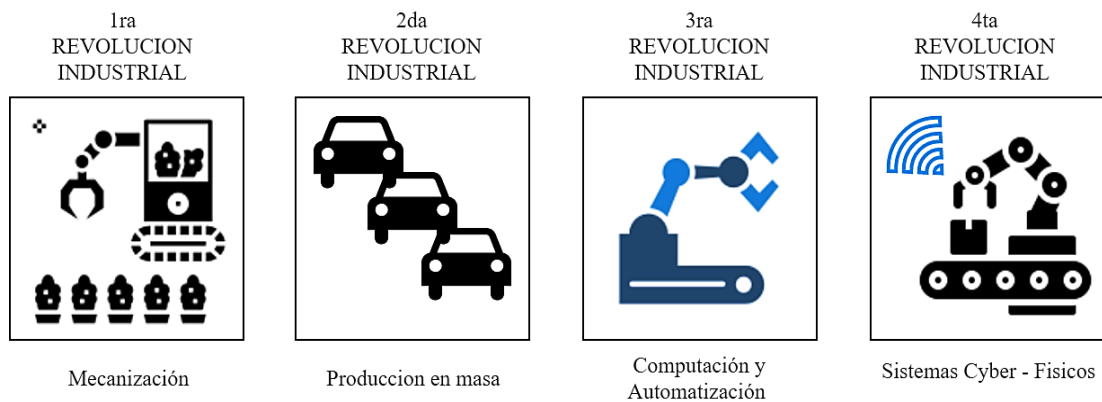 1ra
REVOLUCION
INDUSTRIAL
2da
REVOLUCION
INDUSTRIAL
3ra
REVOLUCION
INDUSTRIAL
4ta
REVOLUCION
INDUSTRIAL
Mecanización
Produccion en masa
Computación y
Automatización
Sistemas Cyber - Fisicos